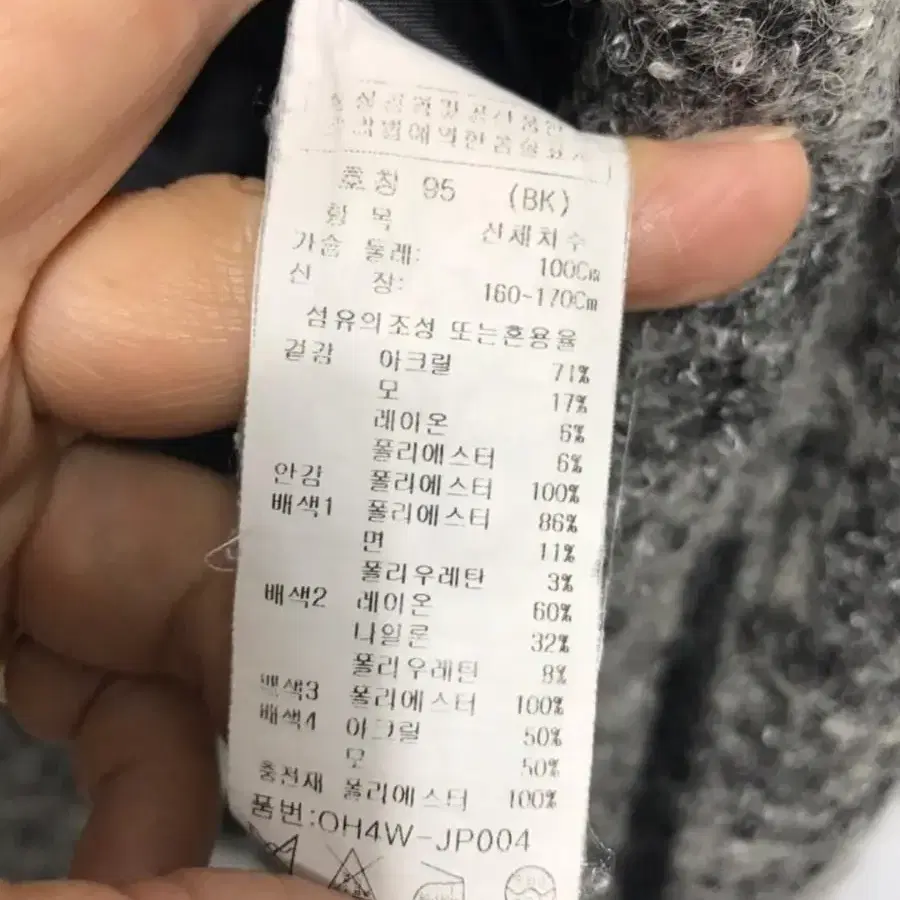 호칭 95 (BK)
항 목 신체치수
가슴 둘레: 100Cm
신 장: 160~170Cm
섬유의조성 또는혼용율
겉감 아크릴 71%
모 17%
레이온 6%
폴리에스터 6%
안감 폴리에스터 100%
배색1 폴리에스터 86%
면 11%
폴리우레탄 3%
배색2 레이온 60%
나일론 32%
폴리우레탄 8%
배색3 폴리에스터 100%
배색4 아크릴 50%
모 50%
충전재 폴리에스터 100%
품번:OH4W-JP004